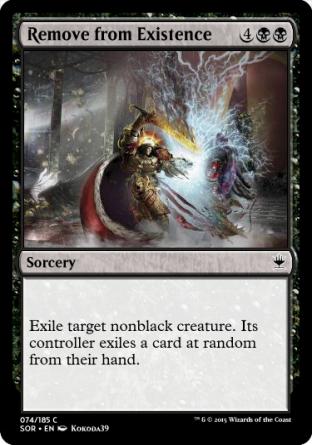 Remove from Existence 4
Sorcery
Exile target nonblack creature. Its
controller exiles a card at random
from their hand.
074/185 C
SOR • EN Kokoda39
™ & © 2015 Wizards of the Coast